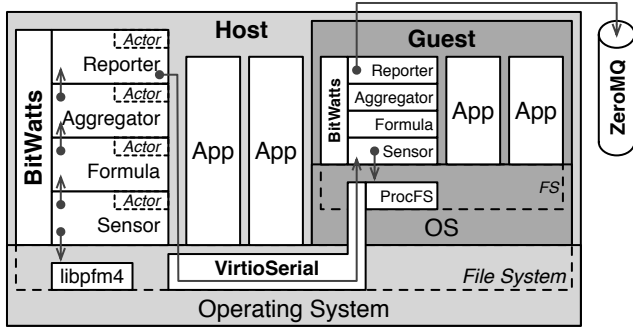 Host
Guest
BitWatts
Actor
Reporter
Actor
Aggregator
Actor
Formula
Actor
Sensor
App
App
BitWatts
Reporter
Aggregator
Formula
Sensor
App
App
ZeroMQ
ProcFS
FS
OS
libpfm4
VirtioSerial
File System
Operating System